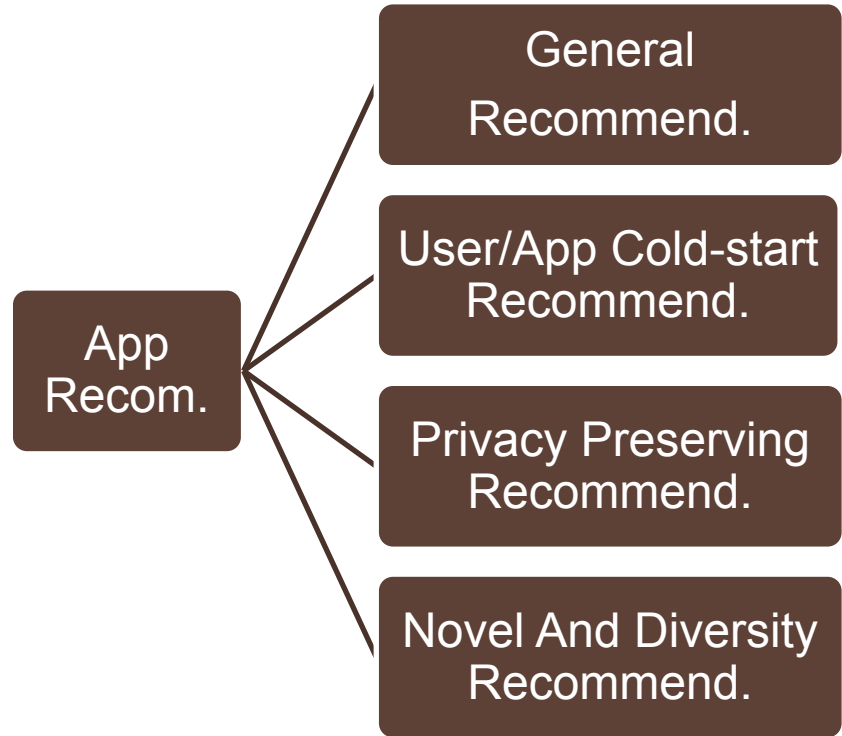 General
Recommend.
User/App Cold-start
Recommend.
App
Recom.
Privacy Preserving
Recommend.
Novel And Diversity
Recommend.